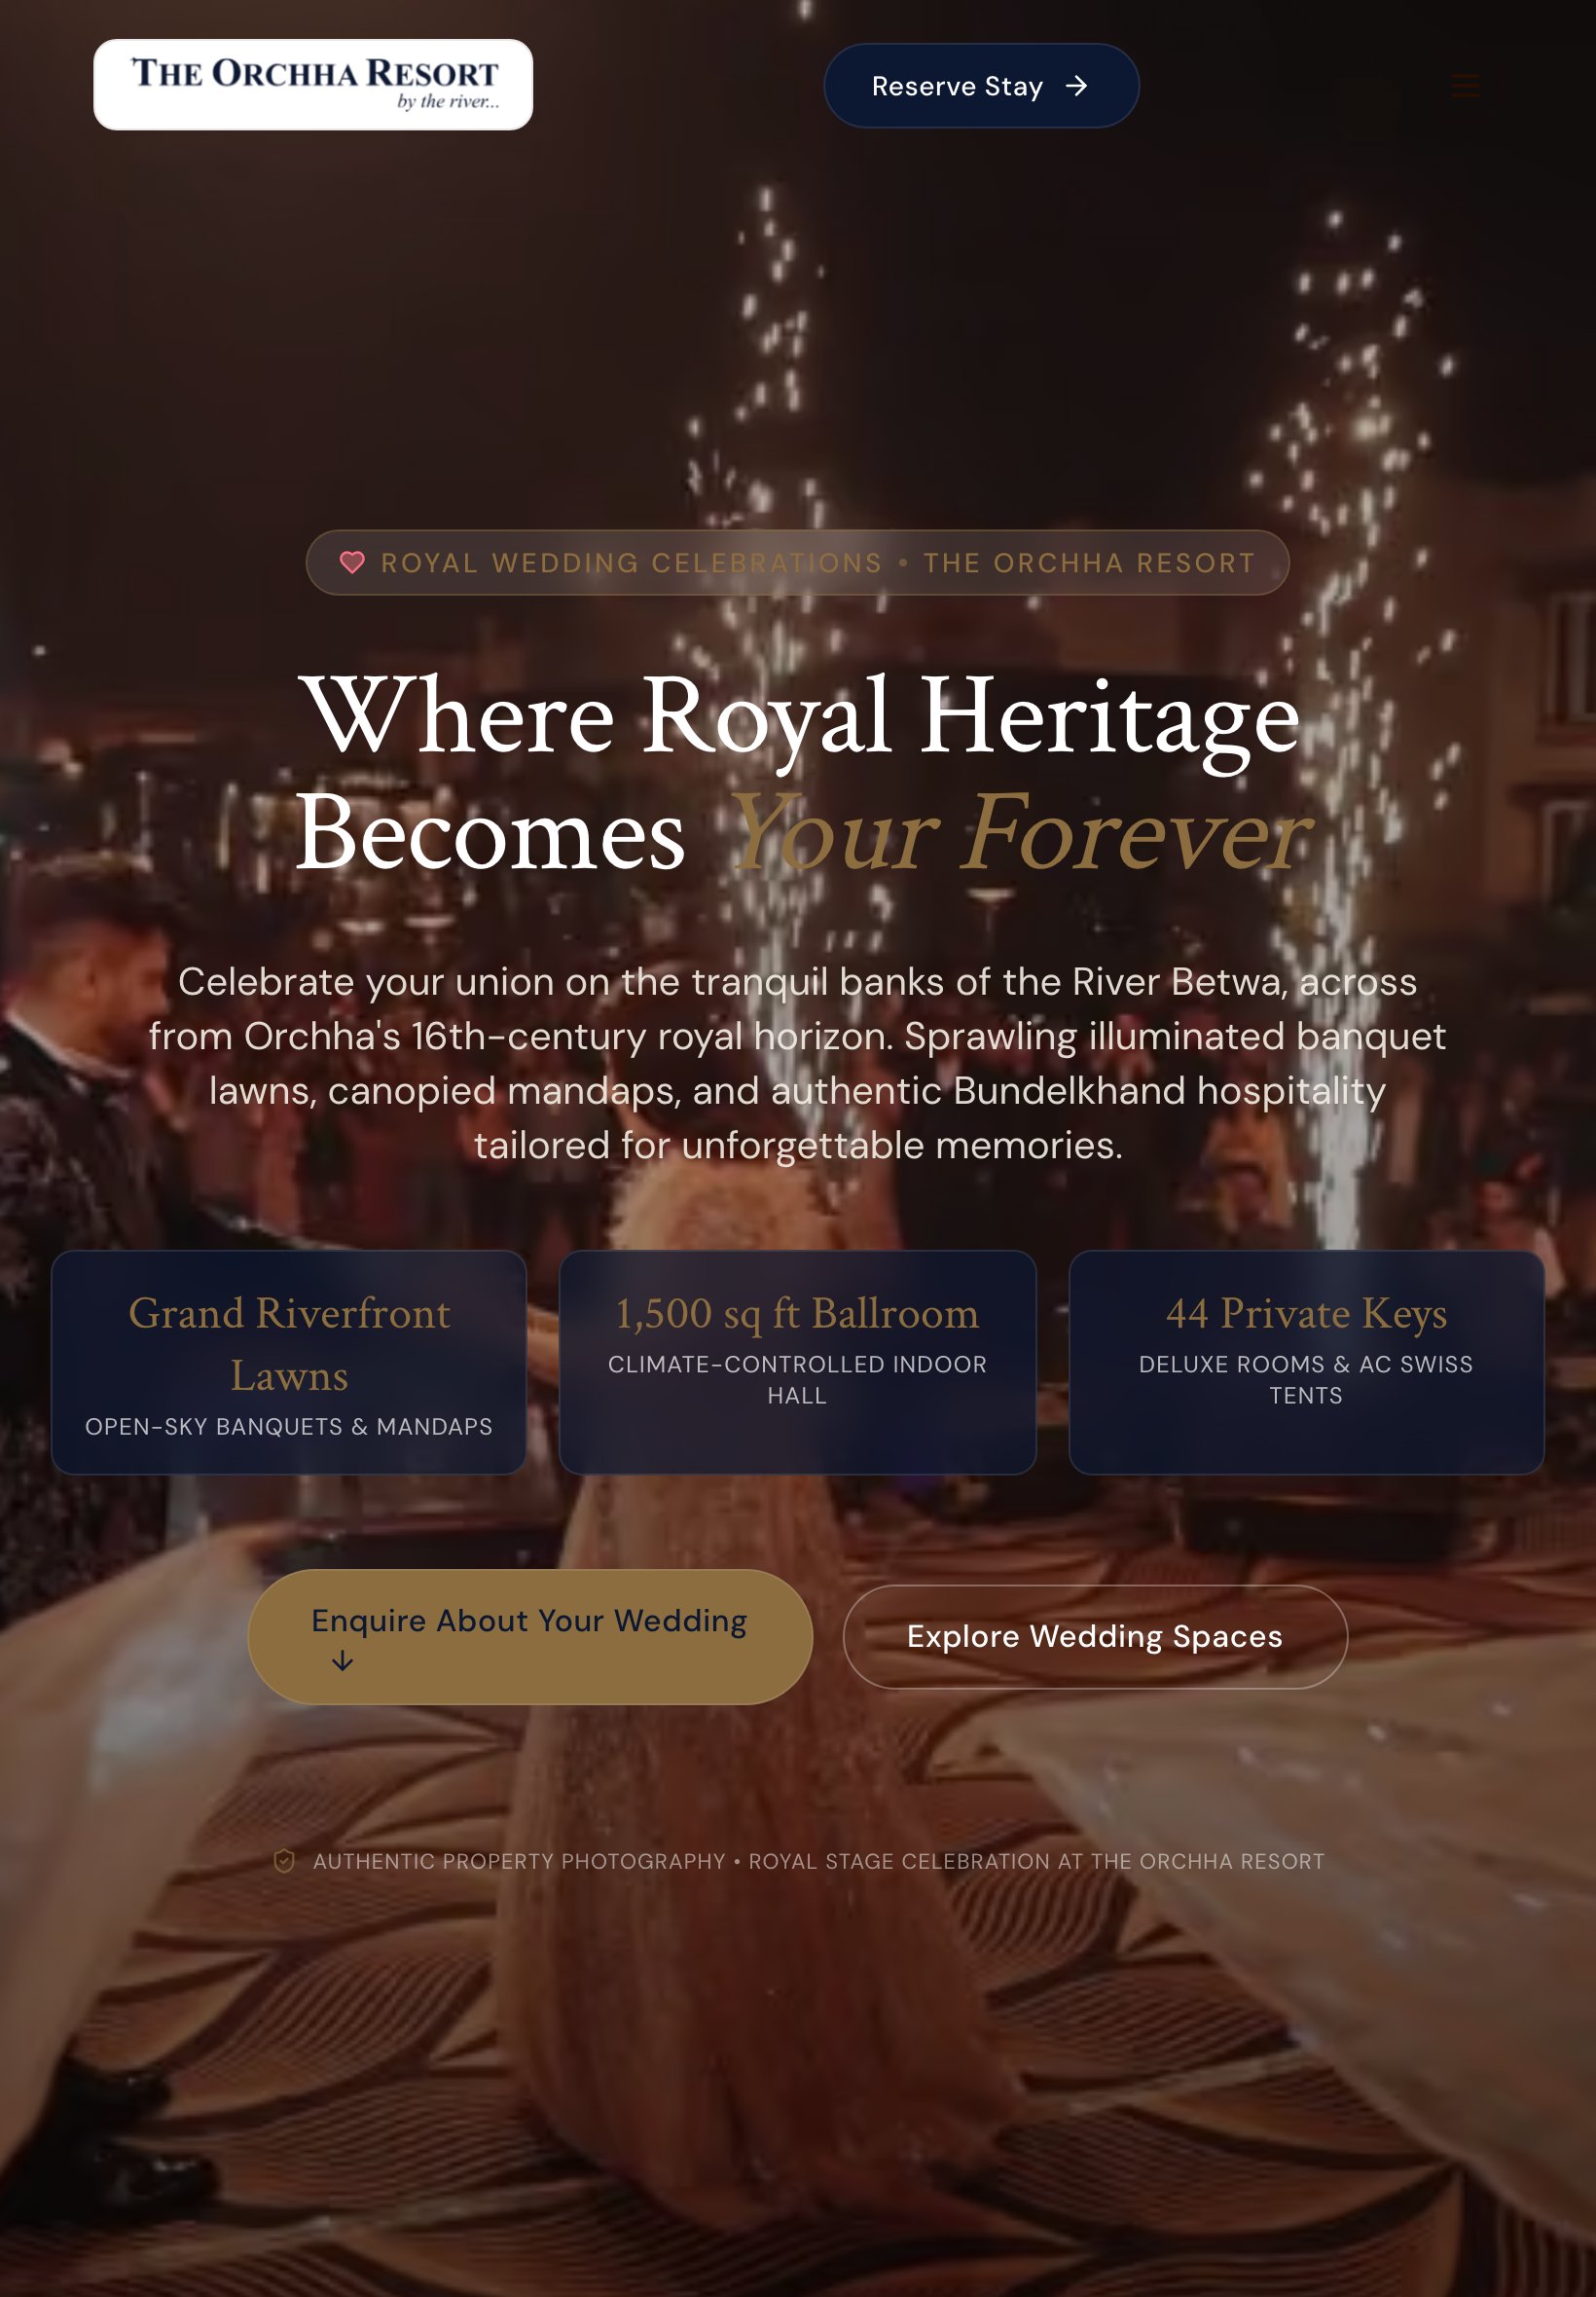 THE ORCHHA RESORT
by the river...
Reserve Stay
ROYAL WEDDING CELEBRATIONS • THE ORCHHA RESORT
Where Royal Heritage
Becomes Your Forever
Celebrate your union on the tranquil banks of the River Betwa, across
from Orchha's 16th-century royal horizon. Sprawling illuminated banquet
lawns, canopied mandaps, and authentic Bundelkhand hospitality
tailored for unforgettable memories.
Grand Riverfront
Lawns
OPEN-SKY BANQUETS & MANDAPS
1,500 sq ft Ballroom
CLIMATE-CONTROLLED INDOOR
HALL
44 Private Keys
DELUXE ROOMS & AC SWISS
TENTS
Enquire About Your Wedding
↓
Explore Wedding Spaces
AUTHENTIC PROPERTY PHOTOGRAPHY • ROYAL STAGE CELEBRATION AT THE ORCHHA RESORT